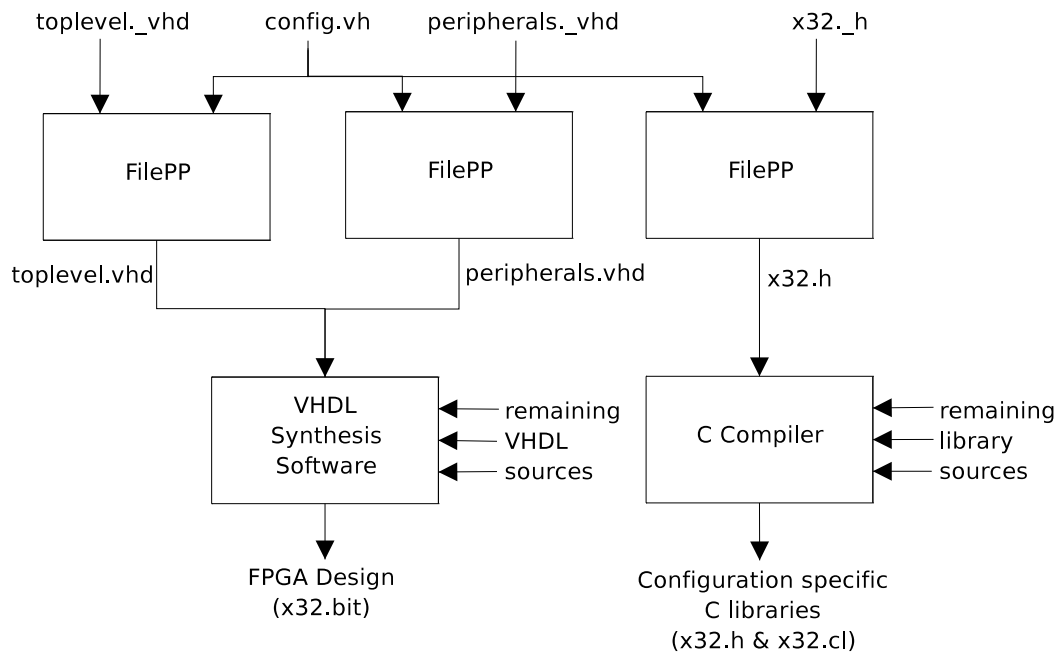 toplevel._vhd
config.vh
peripherals._vhd
x32._h
FilePP
FilePP
FilePP
toplevel.vhd
peripherals.vhd
x32.h
VHDL
Synthesis
Software
remaining
VHDL
sources
C Compiler
remaining
library
sources
FPGA Design
(x32.bit)
Configuration specific
C libraries
(x32.h & x32.cl)